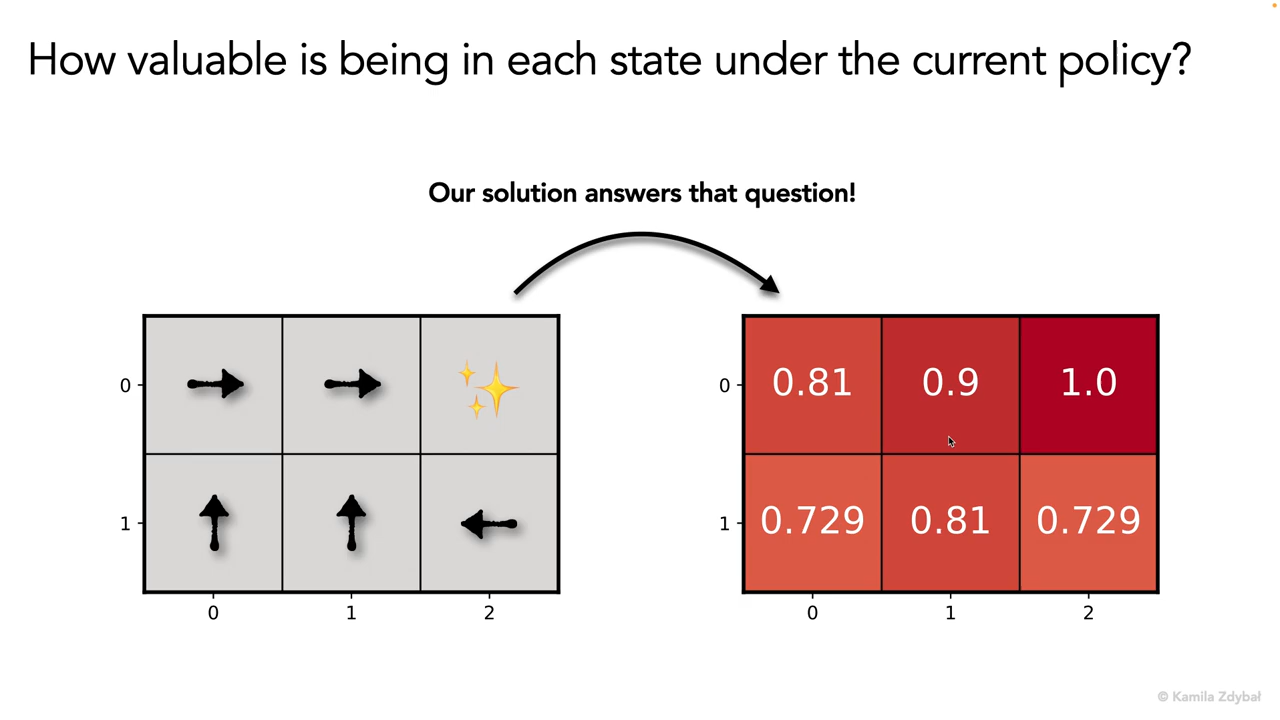 How valuable is being in each state under the current policy?
Our solution answers that question!
0
1
0 1 2
0
1
0.81 0.9 1.0
0.729 0.81 0.729
0 1 2
© Kamila Zdybał